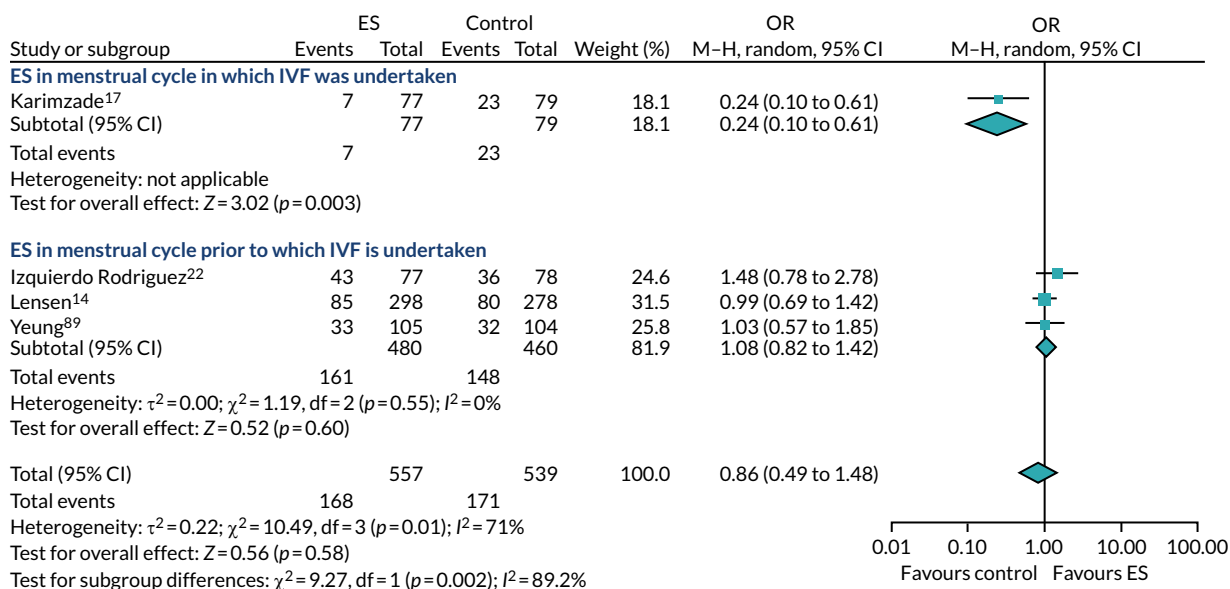 ES Control OR OR
Study or subgroup Events Total Events Total Weight (%) M–H, random, 95% CI M–H, random, 95% CI
ES in menstrual cycle in which IVF was undertaken
Karimzade17 7 77 23 79 18.1 0.24 (0.10 to 0.61)
Subtotal (95% CI) 77 79 18.1 0.24 (0.10 to 0.61)
Total events 7 23
Heterogeneity: not applicable
Test for overall effect: Z=3.02 (p=0.003)
ES in menstrual cycle prior to which IVF is undertaken
Izquierdo Rodriguez22 43 77 36 78 24.6 1.48 (0.78 to 2.78)
Lensen14 85 298 80 278 31.5 0.99 (0.69 to 1.42)
Yeung89 33 105 32 104 25.8 1.03 (0.57 to 1.85)
Subtotal (95% CI) 480 460 81.9 1.08 (0.82 to 1.42)
Total events 161 148
Heterogeneity: τ2=0.00; χ2=1.19, df=2 (p=0.55); I2=0%
Test for overall effect: Z=0.52 (p=0.60)
Total (95% CI) 557 539 100.0 0.86 (0.49 to 1.48)
Total events 168 171
Heterogeneity: τ2=0.22; χ2=10.49, df=3 (p=0.01); I2=71%
Test for overall effect: Z=0.56 (p=0.58)
Test for subgroup differences: χ2=9.27, df=1 (p=0.002); I2=89.2%
0.01 0.10 1.00 10.00 100.00
Favours control Favours ES